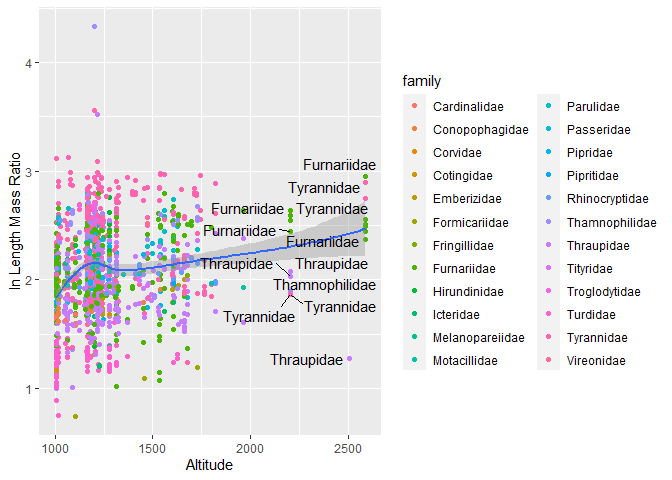 4
3
2
1
1000
1500
2000
2500
Altitude
ln Length Mass Ratio
Furnariidae
Tyrannidae
Furnariidae
Tyrannidae
Furnariidae
Furnariidae
Thraupidae
Thraupidae
Thamnophilidae
Tyrannidae
Tyrannidae
Thraupidae
family
Cardinalidae
Conopophagidae
Corvidae
Cotingidae
Emberizidae
Formicariidae
Fringillidae
Furnariidae
Hirundinidae
Icteridae
Melanopareiidae
Motacillidae
Parulidae
Passeridae
Pipridae
Pipritidae
Rhinocryptidae
Thamnophilidae
Thraupidae
Tityridae
Troglodytidae
Turdidae
Tyrannidae
Vireonidae